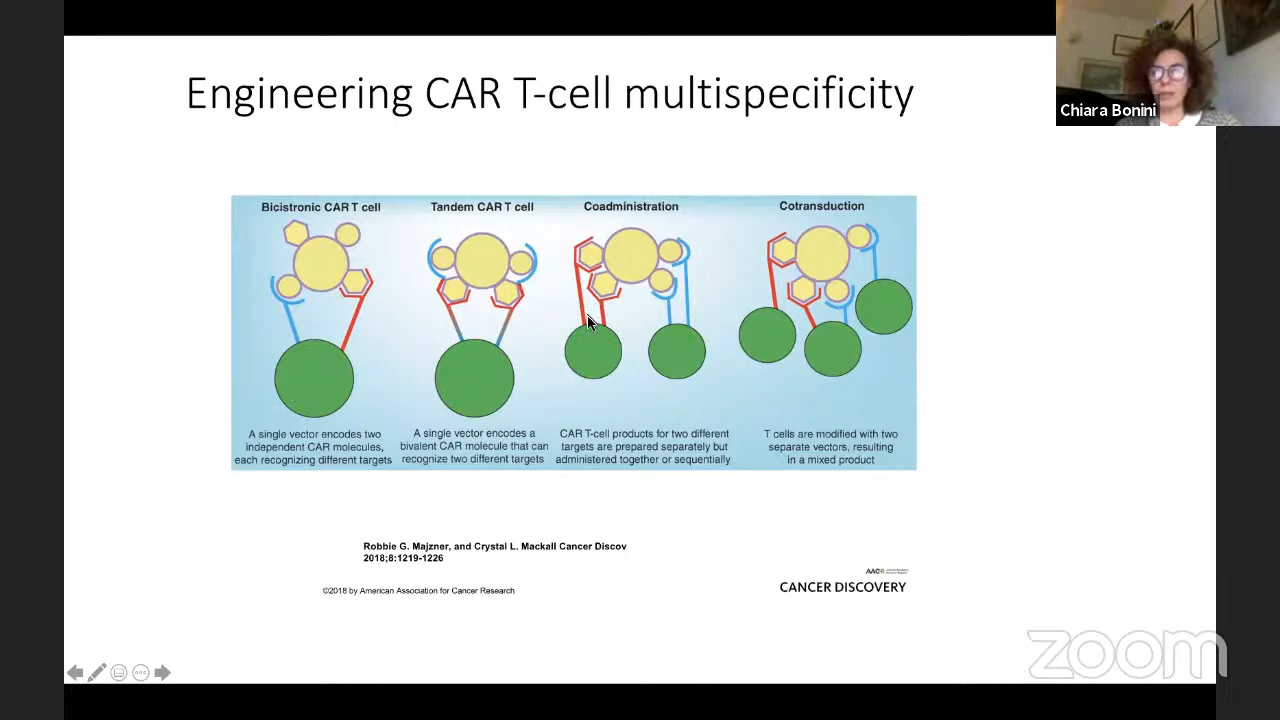 Engineering CAR T-cell multispecificity
Chiara Bonini
Bicistronic CAR T cell
Tandem CAR T cell
Coadministration
Cotransduction
A single vector encodes two
independent CAR molecules,
each recognizing different targets
A single vector encodes a
bivalent CAR molecule that can
recognize two different targets
CAR T-cell products for two different
targets are prepared separately but
administered together or sequentially
T cells are modified with two
separate vectors, resulting
in a mixed product
Robbie G. Majzner, and Crystal L. Mackall Cancer Discov
2018;8:1219-1226
©2018 by American Association for Cancer Research
AACR
CANCER DISCOVERY
zoom